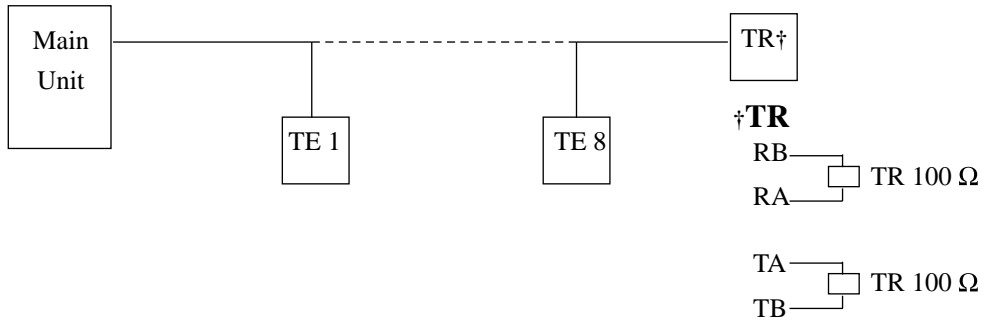 Main
Unit
TR†
TE 1
TE 8
†TR
RB
TR 100 Ω
RA
TA
TR 100 Ω
TB